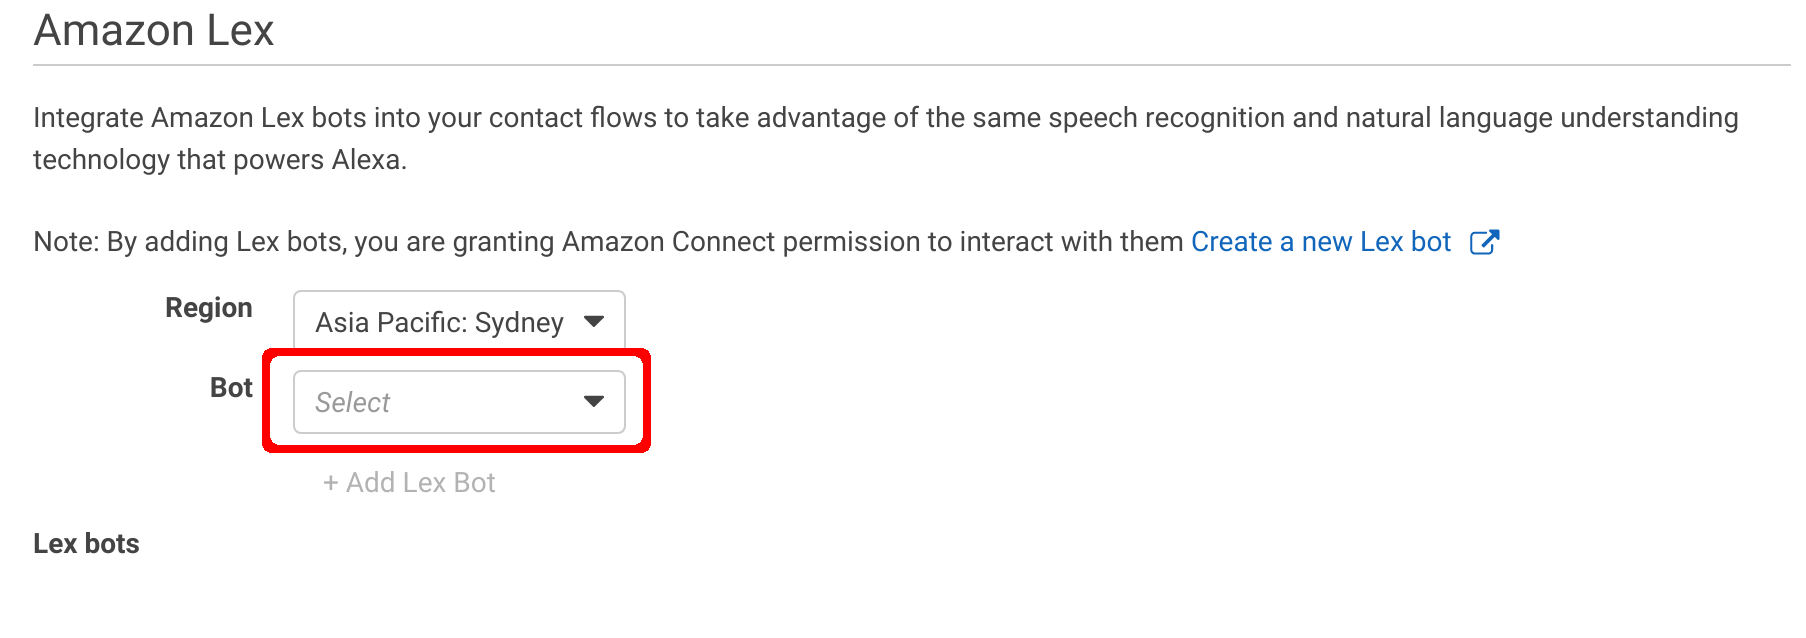 Amazon Lex
Integrate Amazon Lex bots into your contact flows to take advantage of the same speech recognition and natural language understanding
technology that powers Alexa.
Note: By adding Lex bots, you are granting Amazon Connect permission to interact with them Create a new Lex bot
Region
Asia Pacific: Sydney
Bot
Select
+ Add Lex Bot
Lex bots